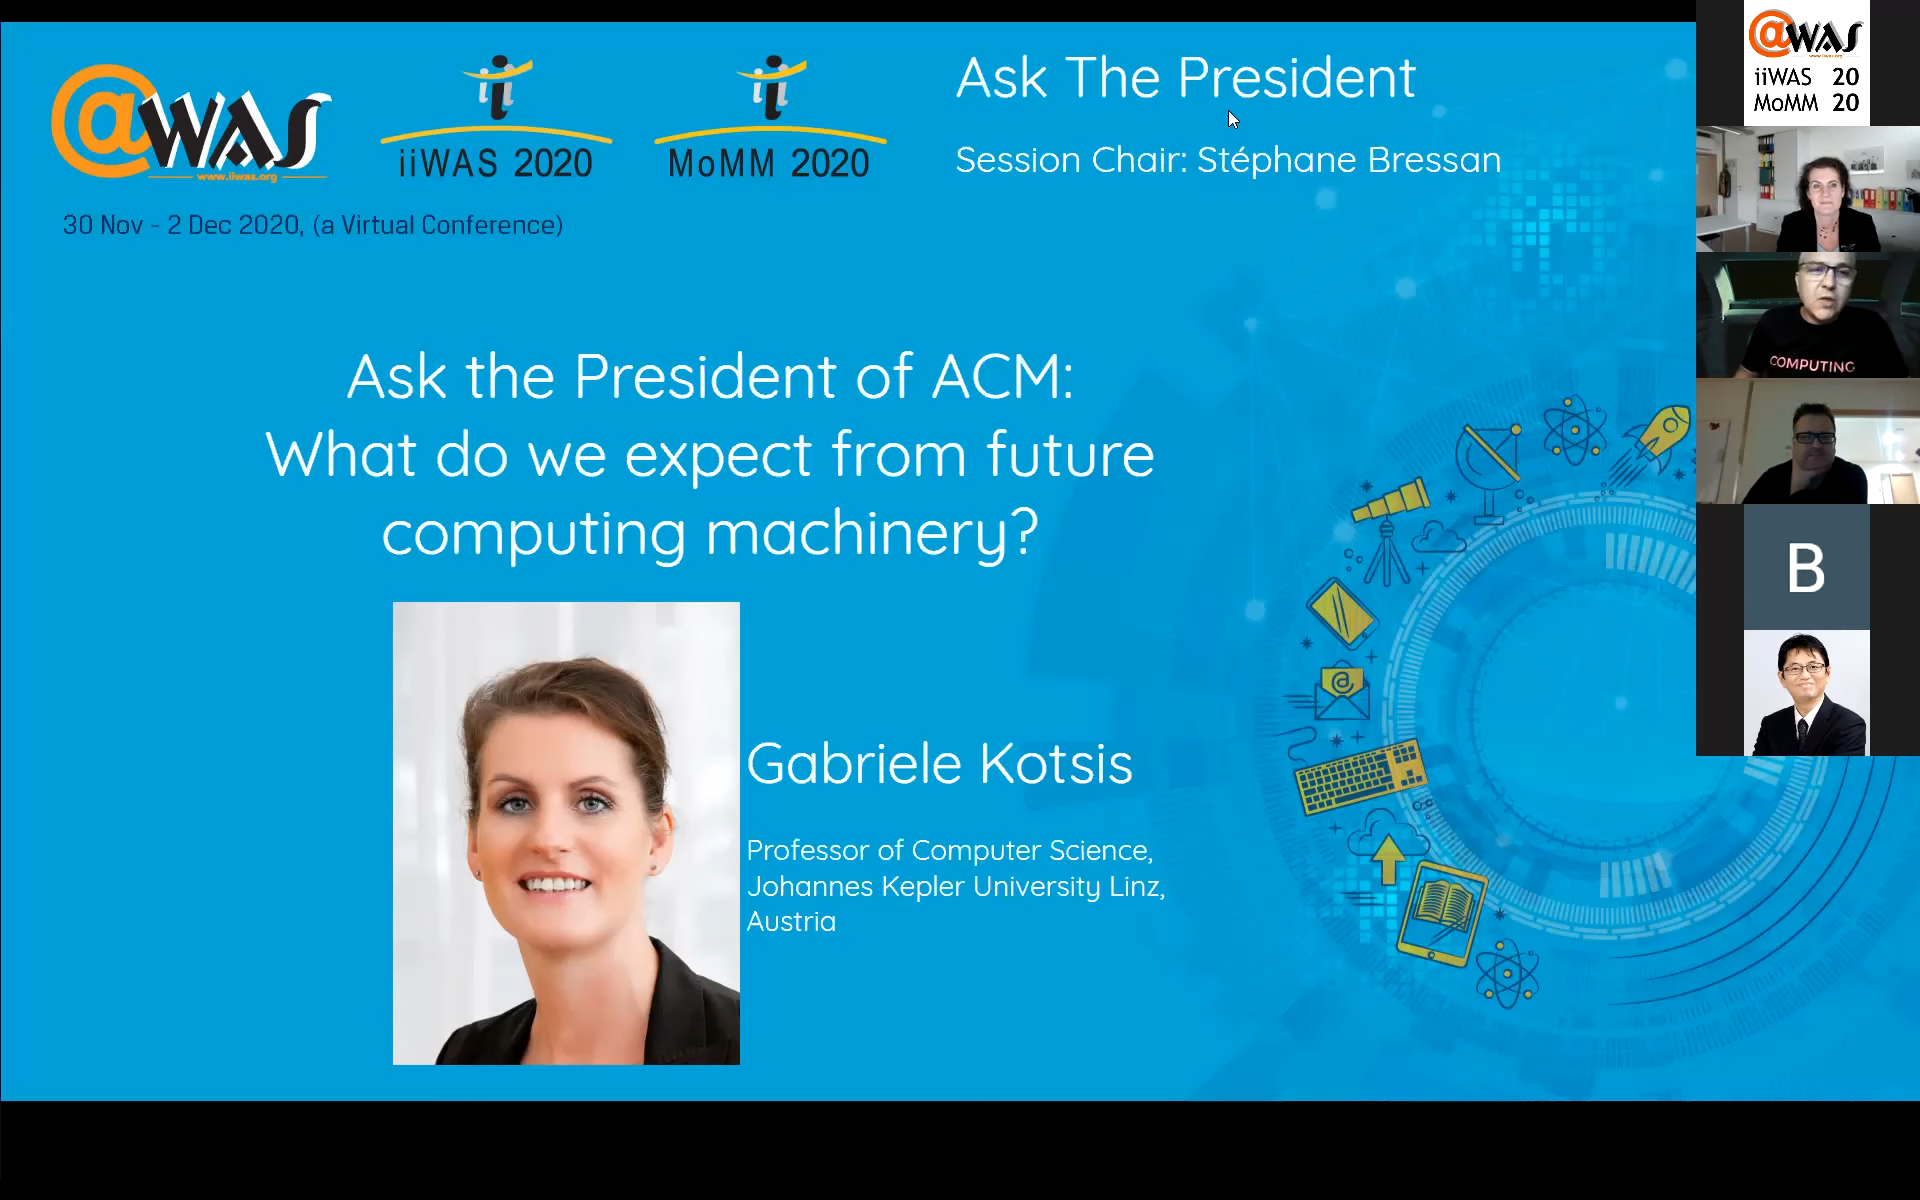 @WAS
www.iiwas.org
iiWAS 2020
MoMM 2020
30 Nov - 2 Dec 2020, (a Virtual Conference)
Ask The President
Session Chair: Stéphane Bressan
Ask the President of ACM:
What do we expect from future
computing machinery?
Gabriele Kotsis
Professor of Computer Science,
Johannes Kepler University Linz,
Austria
@WAS
iiWAS 20
MoMM 20
COMPUTING
B